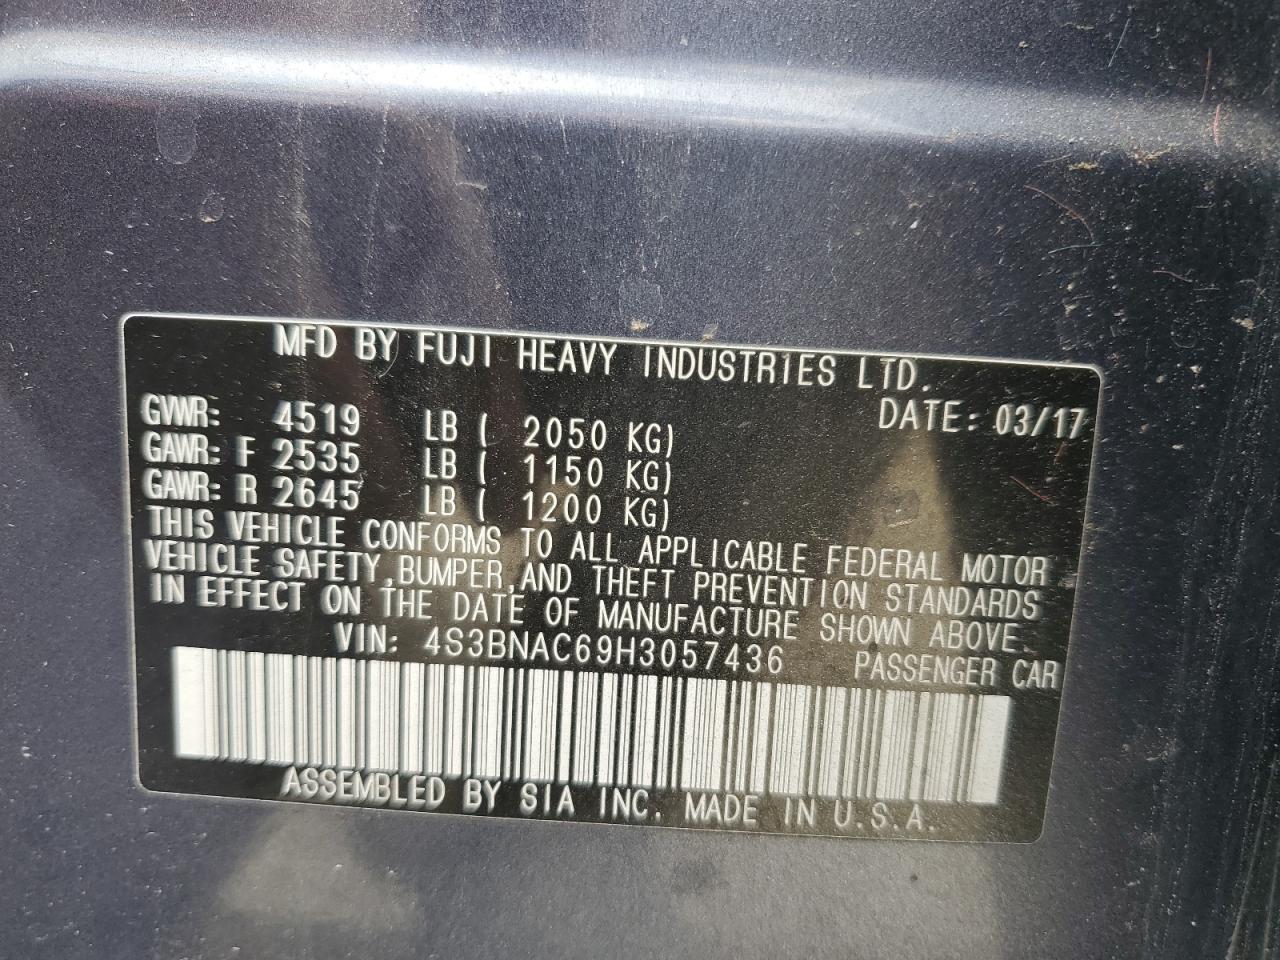 MFD BY FUJI HEAVY INDUSTRIES LTD.
DATE: 03/17
GVWR: 4519 LB ( 2050 KG)
GAWR: F 2535 LB ( 1150 KG)
GAWR: R 2645 LB ( 1200 KG)
THIS VEHICLE CONFORMS TO ALL APPLICABLE FEDERAL MOTOR
VEHICLE SAFETY, BUMPER, AND THEFT PREVENTION STANDARDS
IN EFFECT ON THE DATE OF MANUFACTURE SHOWN ABOVE.
VIN: 4S3BNAC69H3057436 PASSENGER CAR
ASSEMBLED BY SIA INC. MADE IN U.S.A.